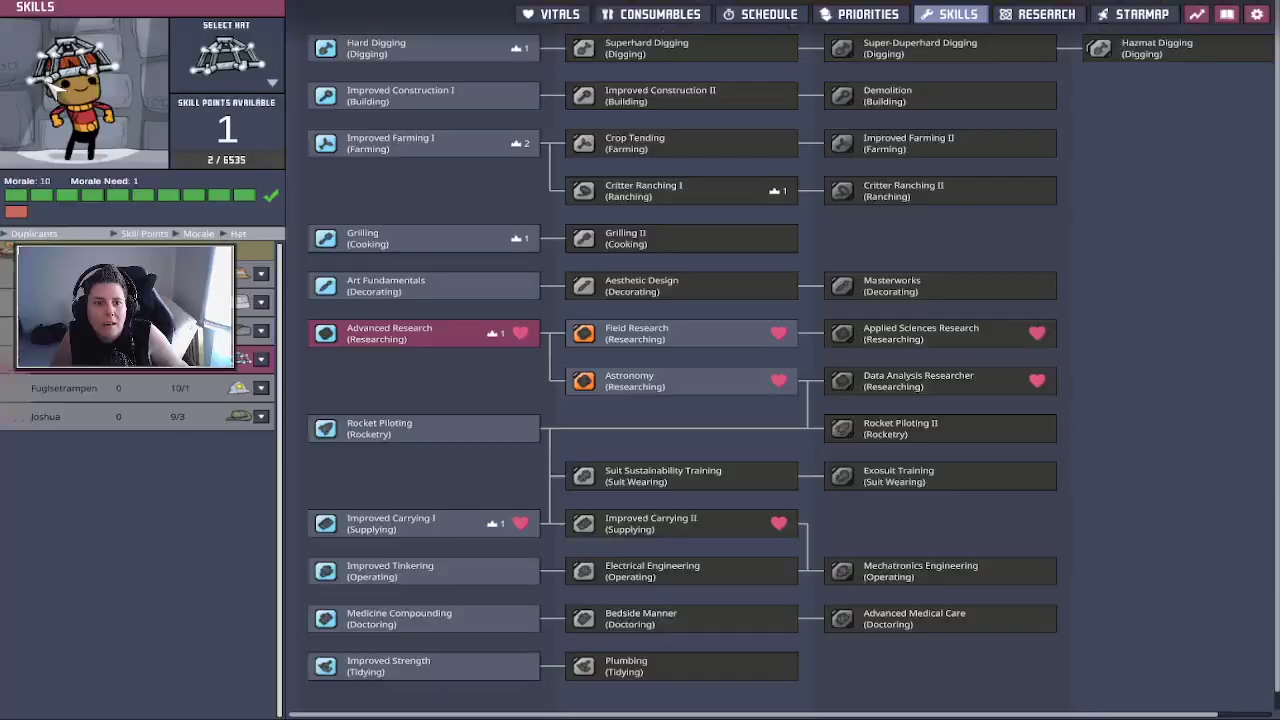 SKILLS
VITALS
CONSUMABLES
SCHEDULE
PRIORITIES
SKILLS
RESEARCH
STARMAP
SELECT HAT
SKILL POINTS AVAILABLE
1
2 / 6535
Morale: 10 Morale Need: 1
Duplicants Skill Points Morale Hat
Fuglsetrampen 0 10/1
Joshua 0 9/3
Hard Digging
(Digging)
1
Superhard Digging
(Digging)
Super-Duperhard Digging
(Digging)
Hazmat Digging
(Digging)
Improved Construction I
(Building)
Improved Construction II
(Building)
Demolition
(Building)
Improved Farming I
(Farming)
2
Crop Tending
(Farming)
Improved Farming II
(Farming)
Critter Ranching I
(Ranching)
1
Critter Ranching II
(Ranching)
Grilling
(Cooking)
1
Grilling II
(Cooking)
Art Fundamentals
(Decorating)
Aesthetic Design
(Decorating)
Masterworks
(Decorating)
Advanced Research
(Researching)
1
Field Research
(Researching)
Applied Sciences Research
(Researching)
Astronomy
(Researching)
Data Analysis Researcher
(Researching)
Rocket Piloting
(Rocketry)
Rocket Piloting II
(Rocketry)
Suit Sustainability Training
(Suit Wearing)
Exosuit Training
(Suit Wearing)
Improved Carrying I
(Supplying)
1
Improved Carrying II
(Supplying)
Improved Tinkering
(Operating)
Electrical Engineering
(Operating)
Mechatronics Engineering
(Operating)
Medicine Compounding
(Doctoring)
Bedside Manner
(Doctoring)
Advanced Medical Care
(Doctoring)
Improved Strength
(Tidying)
Plumbing
(Tidying)